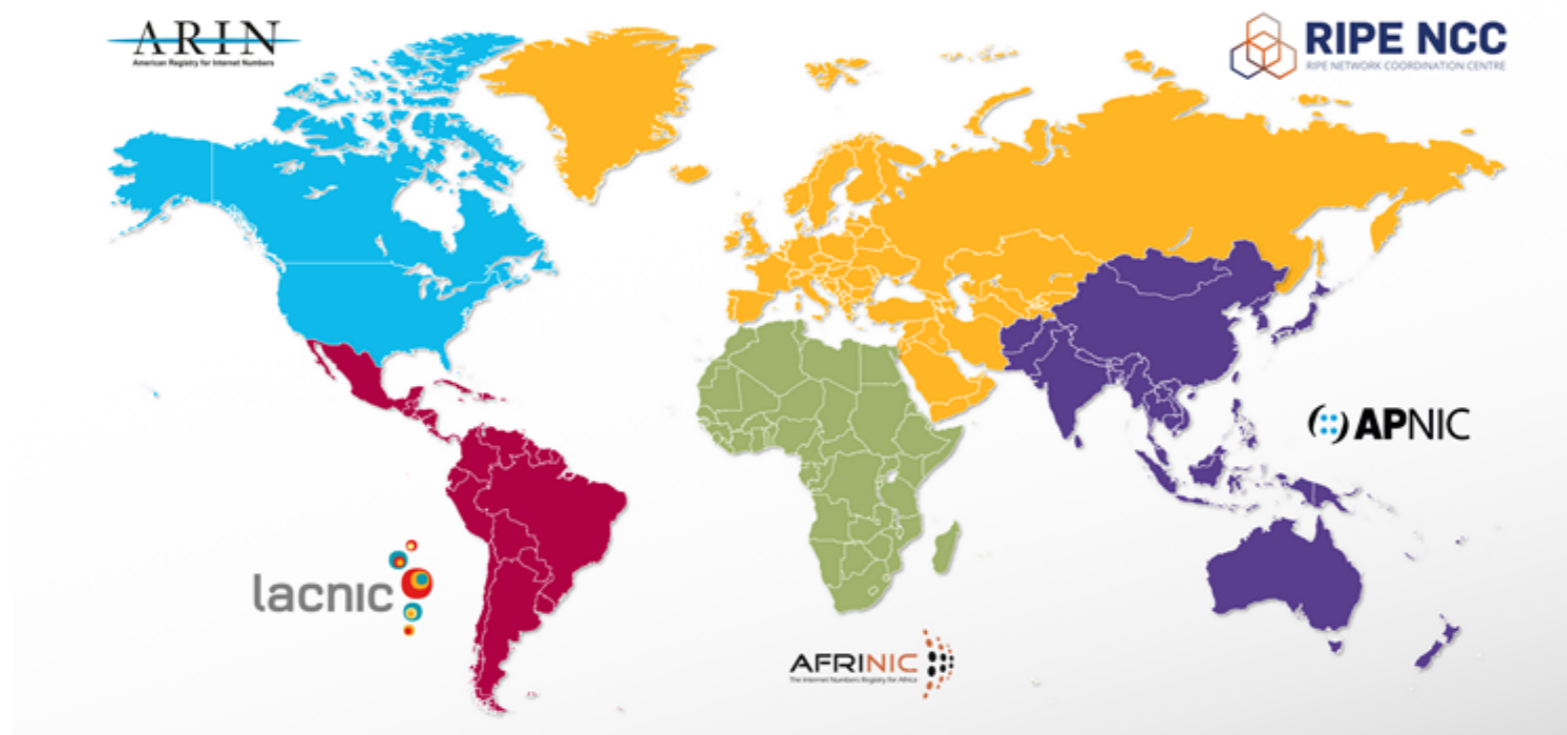 ARIN
American Registry for Internet Numbers
RIPE NCC
RIPE NETWORK COORDINATION CENTRE
APNIC
lacnic
AFRINIC
The Internet Numbers Registry for Africa